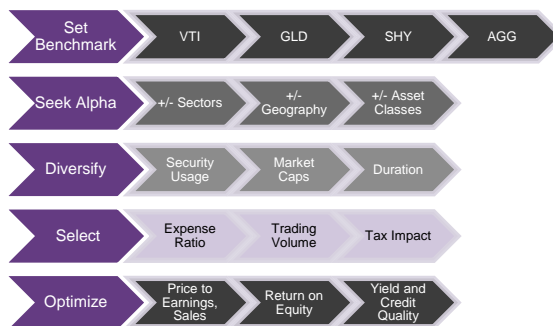 Set
Benchmark
VTI
GLD
SHY
AGG
Seek Alpha
+/- Sectors
+/-
Geography
+/- Asset
Classes
Diversify
Security
Usage
Market
Caps
Duration
Select
Expense
Ratio
Trading
Volume
Tax Impact
Optimize
Price to
Earnings,
Sales
Return on
Equity
Yield and
Credit
Quality